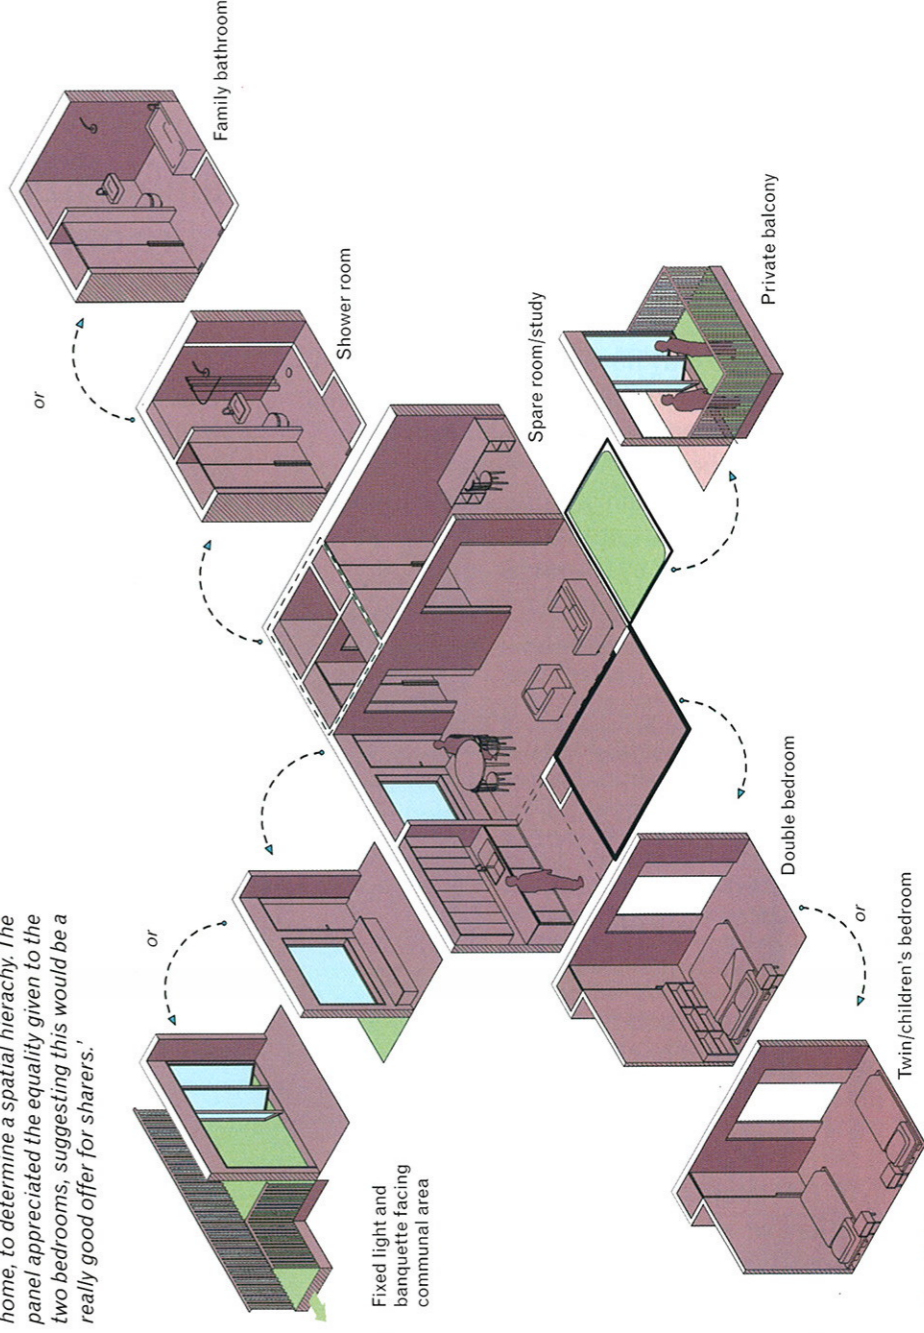 home, to determine a spatial hierachy. The
panel appreciated the equality given to the
two bedrooms, suggesting this would be a
really good offer for sharers.'
or
Family bathroom
Shower room
or
Fixed light and
banquette facing
communal area
Spare room/study
Private balcony
Double bedroom
or
Twin/children's bedroom